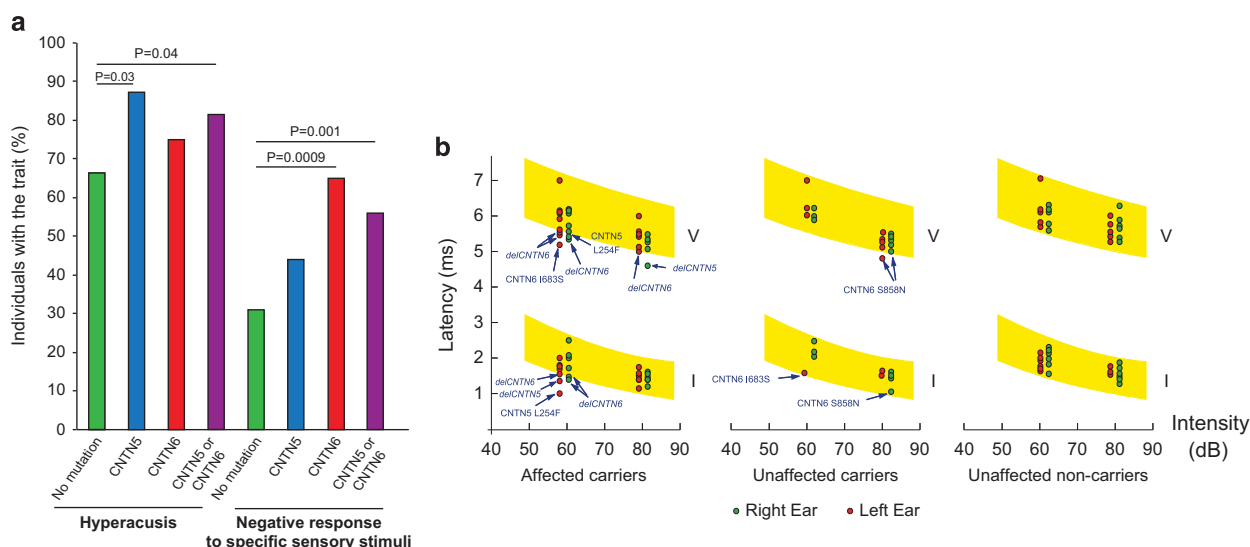 a
100
90
80
70
60
50
40
30
20
10
0
Individuals with the trait (%)
P=0.04
P=0.03
P=0.001
P=0.0009
No mutation
CNTN5
CNTN6
CNTN5 or
CNTN6
No mutation
CNTN5
CNTN6
CNTN5 or
CNTN6
Hyperacusis
Negative response
to specific sensory stimuli
b
Latency (ms)
7
6
5
4
3
2
1
delCNTN6
CNTN6 I683S
CNTN5
L254F
delCNTN6
delCNTN6
delCNTN5
V
delCNTN6
delCNTN5
CNTN5 L254F
delCNTN6
I
40 50 60 70 80 90
Affected carriers
CNTN6 S858N
V
CNTN6 I683S
CNTN6 S858N
I
40 50 60 70 80 90
Unaffected carriers
V
I
40 50 60 70 80 90
Unaffected non-carriers
Intensity
(dB)
Right Ear Left Ear